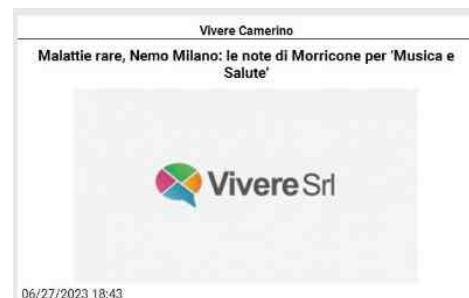 Vivere Camerino
Malattie rare, Nemo Milano: le note di Morricone per 'Musica e
Salute'
Vivere Srl
06/27/2023 18:43